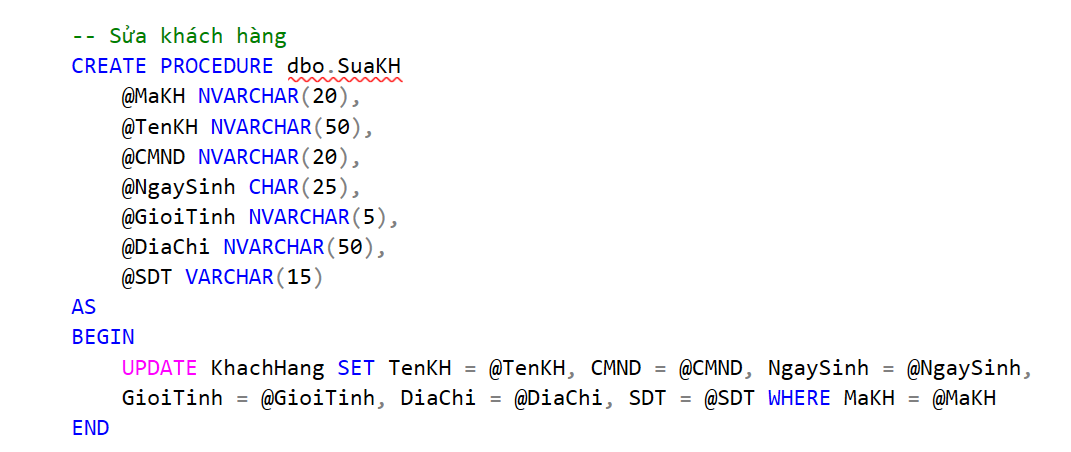 -- Sửa khách hàng
CREATE PROCEDURE dbo.SuaKH
    @MaKH NVARCHAR(20),
    @TenKH NVARCHAR(50),
    @CMND NVARCHAR(20),
    @NgaySinh CHAR(25),
    @GioiTinh NVARCHAR(5),
    @DiaChi NVARCHAR(50),
    @SDT VARCHAR(15)
AS
BEGIN
    UPDATE KhachHang SET TenKH = @TenKH, CMND = @CMND, NgaySinh = @NgaySinh,
    GioiTinh = @GioiTinh, DiaChi = @DiaChi, SDT = @SDT WHERE MaKH = @MaKH
END